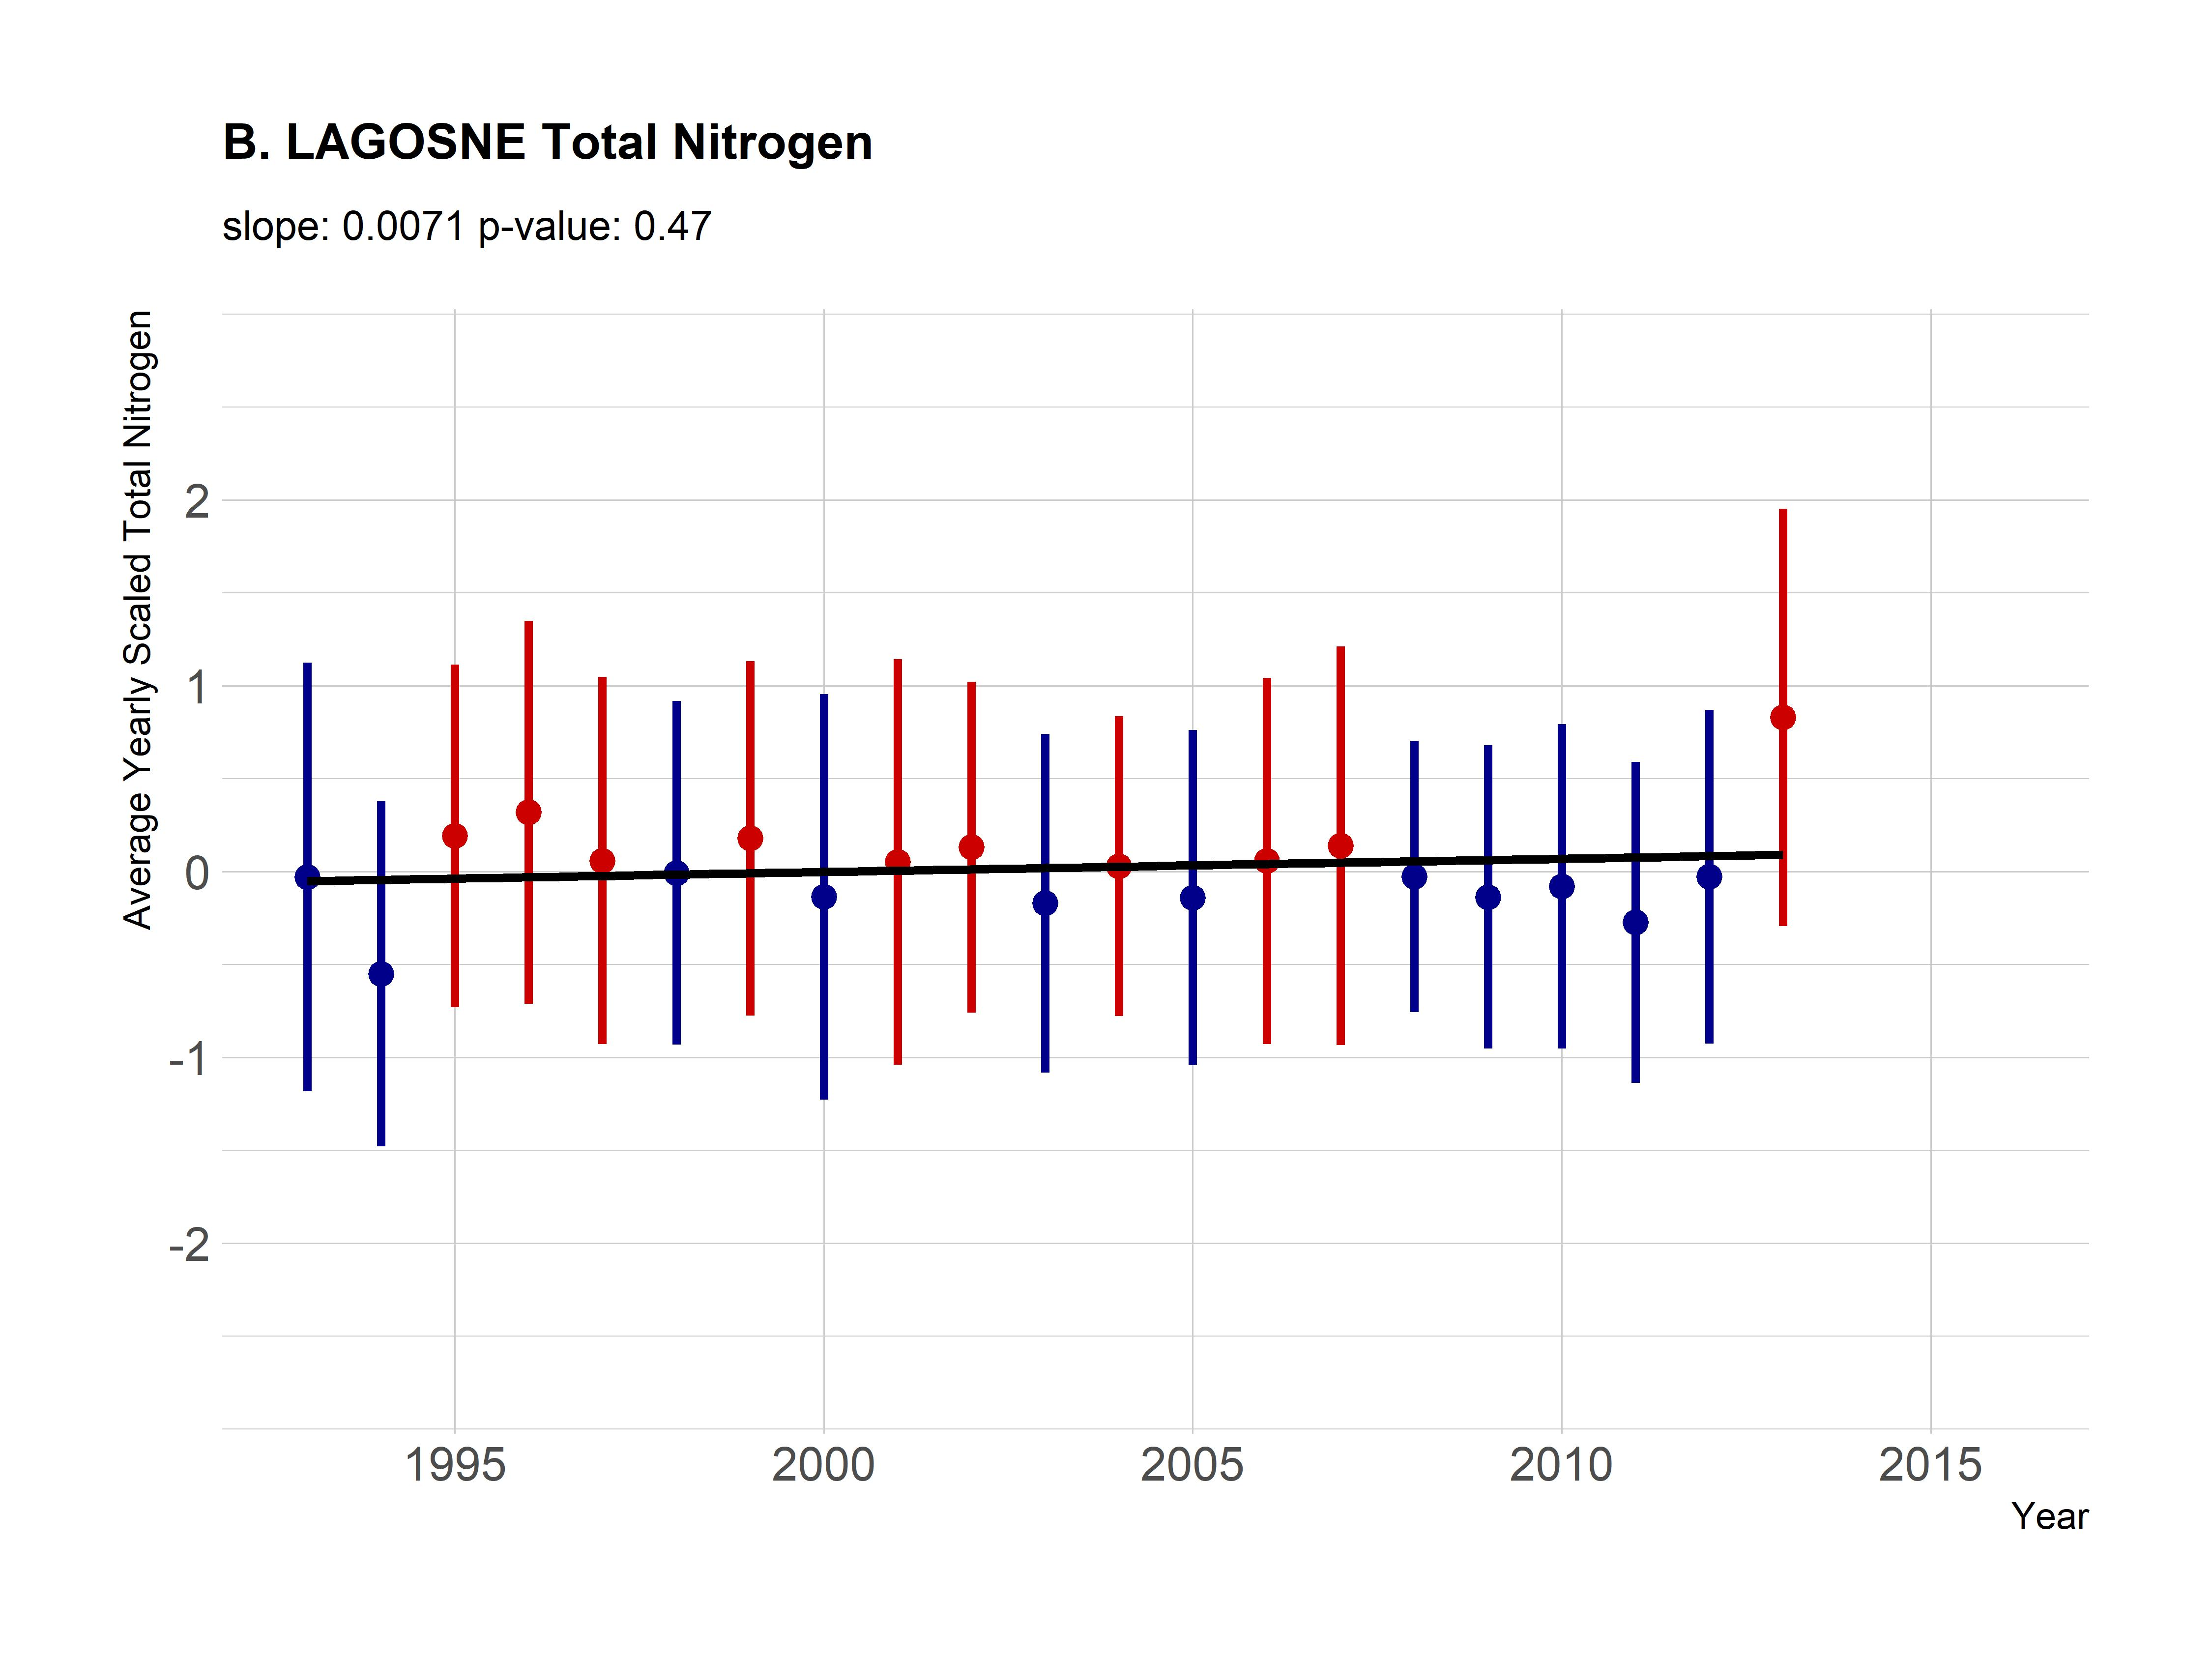 B. LAGOSNE Total Nitrogen
slope: 0.0071 p-value: 0.47
Average Yearly Scaled Total Nitrogen
2
1
0
-1
-2
1995 2000 2005 2010 2015
Year